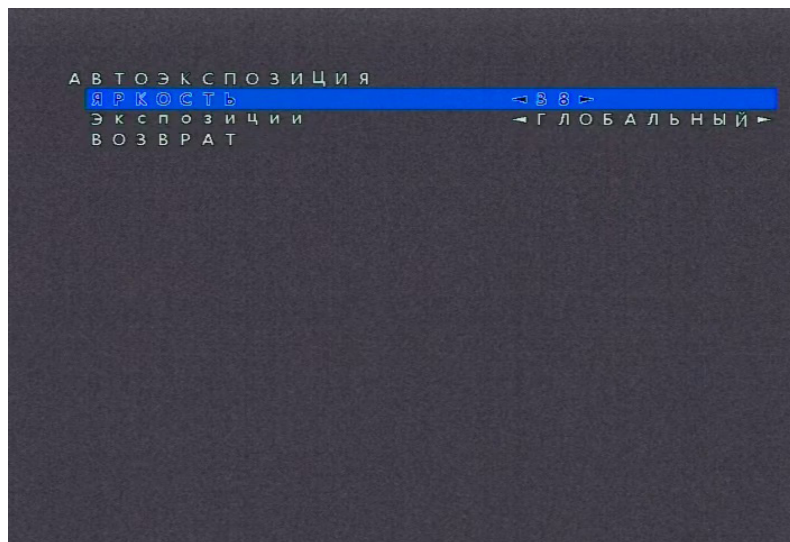 АВТОЭКСПОЗИЦИЯ
ЯРКОСТЬ ◄38►
Экспозиции ◄ГЛОБАЛЬНЫЙ►
ВОЗВРАТ